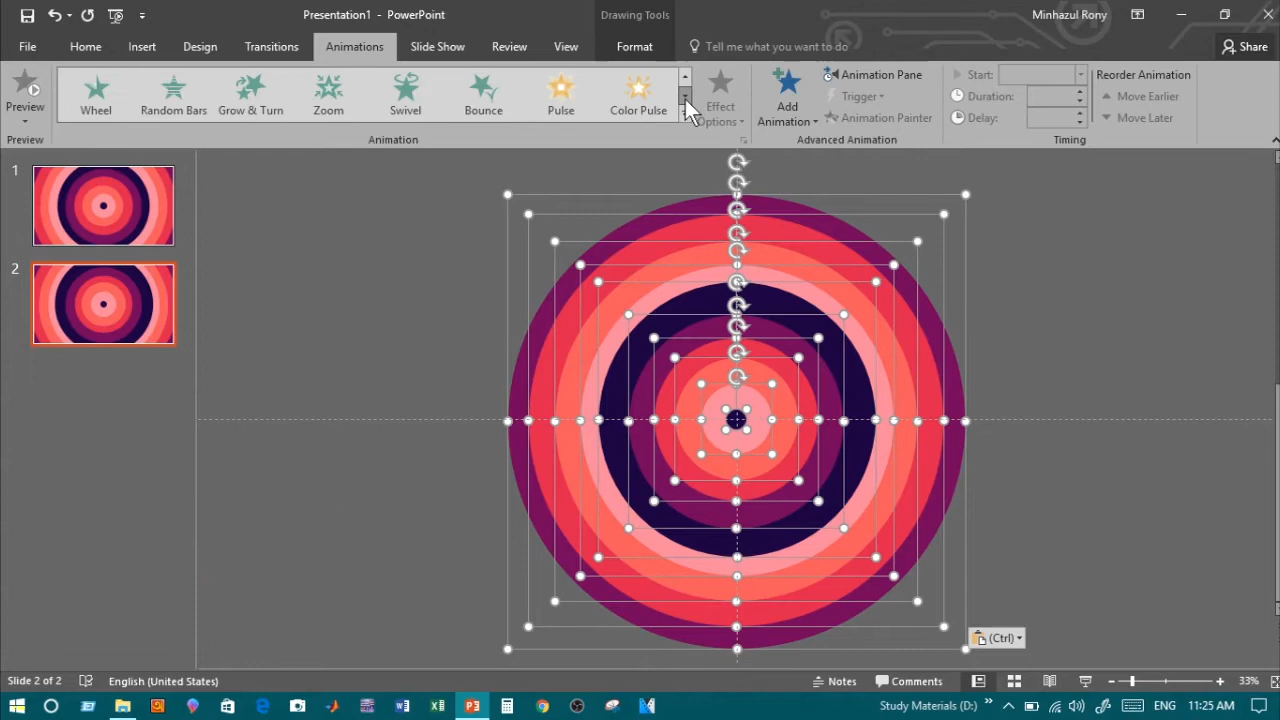 Presentation1 - PowerPoint
Drawing Tools
Minhazul Rony
File
Home
Insert
Design
Transitions
Animations
Slide Show
Review
View
Format
Tell me what you want to do
Share
Preview
Wheel
Random Bars
Grow & Turn
Zoom
Swivel
Bounce
Pulse
Color Pulse
Effect
Options
Add
Animation
Animation Pane
Trigger
Animation Painter
Start:
Duration:
Delay:
Reorder Animation
Move Earlier
Move Later
Preview
Animation
Advanced Animation
Timing
1
2
(Ctrl)
Slide 2 of 2
English (United States)
Notes
Comments
33%
Study Materials (D:)
ENG
11:25 AM